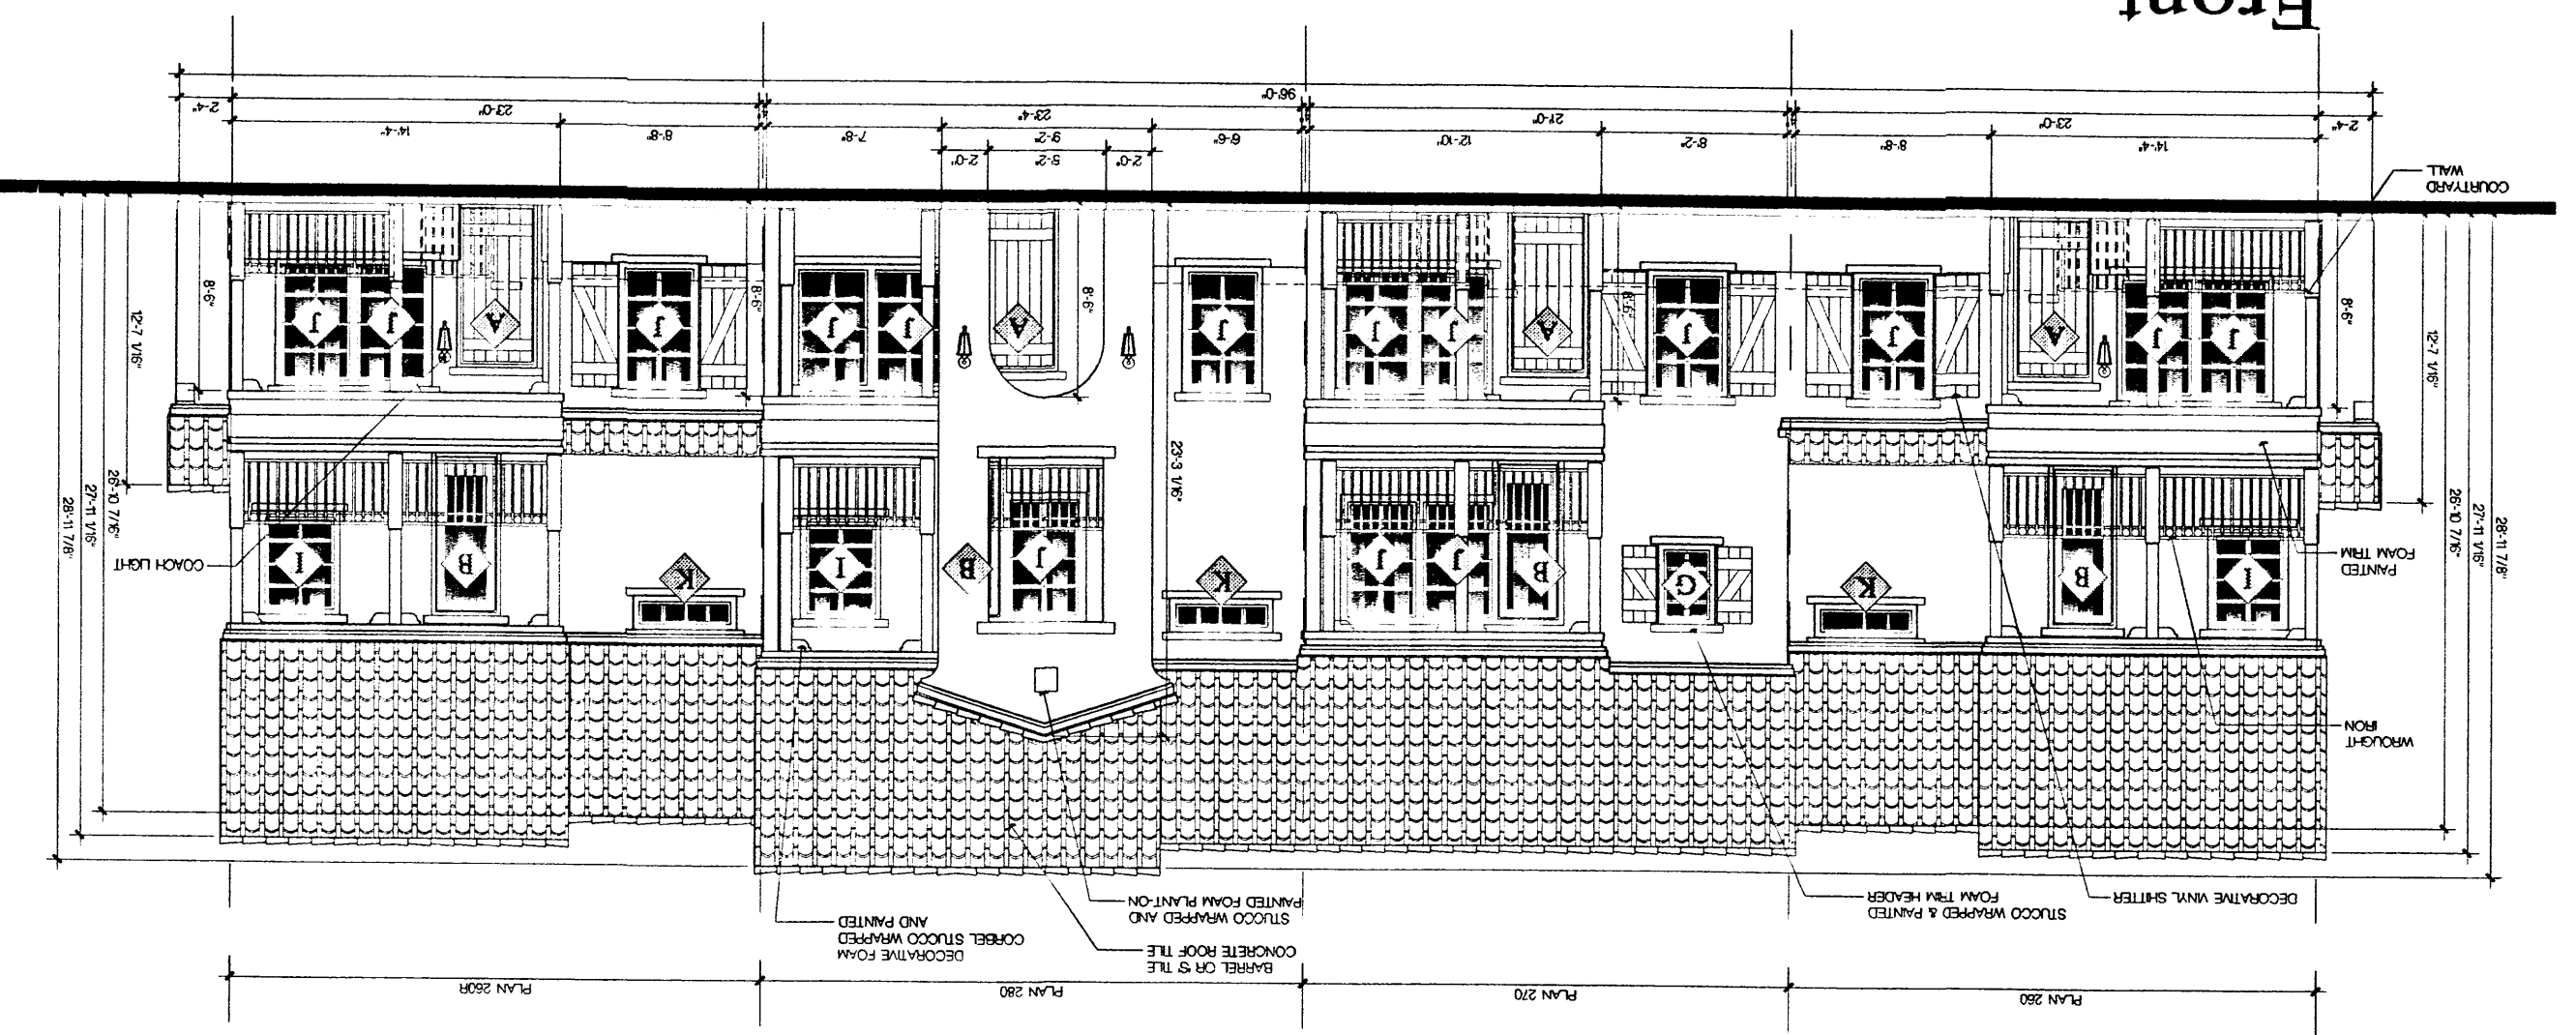 PLAN 260
PLAN 270
PLAN 280
PLAN 260R
DECORATIVE VINYL SHITTER
STUCCO WRAPPED & PAINTED
FOAM TRIM HEADER
BARREL OR 'S' TILE
CONCRETE ROOF TILE
STUCCO WRAPPED AND
PAINTED FOAM PLANT-ON
DECORATIVE FOAM
CORBEL STUCCO WRAPPED
AND PAINTED
WROUGHT
IRON
PAINTED
FOAM TRIM
COACH LIGHT
28'-11 7/8"
27'-11 1/16"
26'-10 7/16"
12'-7 1/16"
8'-6"
I B K G B J J K J B I K B I
23'-3 1/16"
28'-11 7/8"
27'-11 1/16"
26'-10 7/16"
12'-7 1/16"
8'-6"
J J A J J A J J J A J J J A J J
8'-6"
8'-6"
8'-6"
COURTYARD
WALL
2'-0" 5'-2" 2'-0"
14'-4" 8'-8" 8'-2" 12'-10" 6'-6" 9'-2" 7'-8" 8'-8" 14'-4"
2'-4" 23'-0" 21'-0" 23'-4" 23'-0" 2'-4"
96'-0"
Front